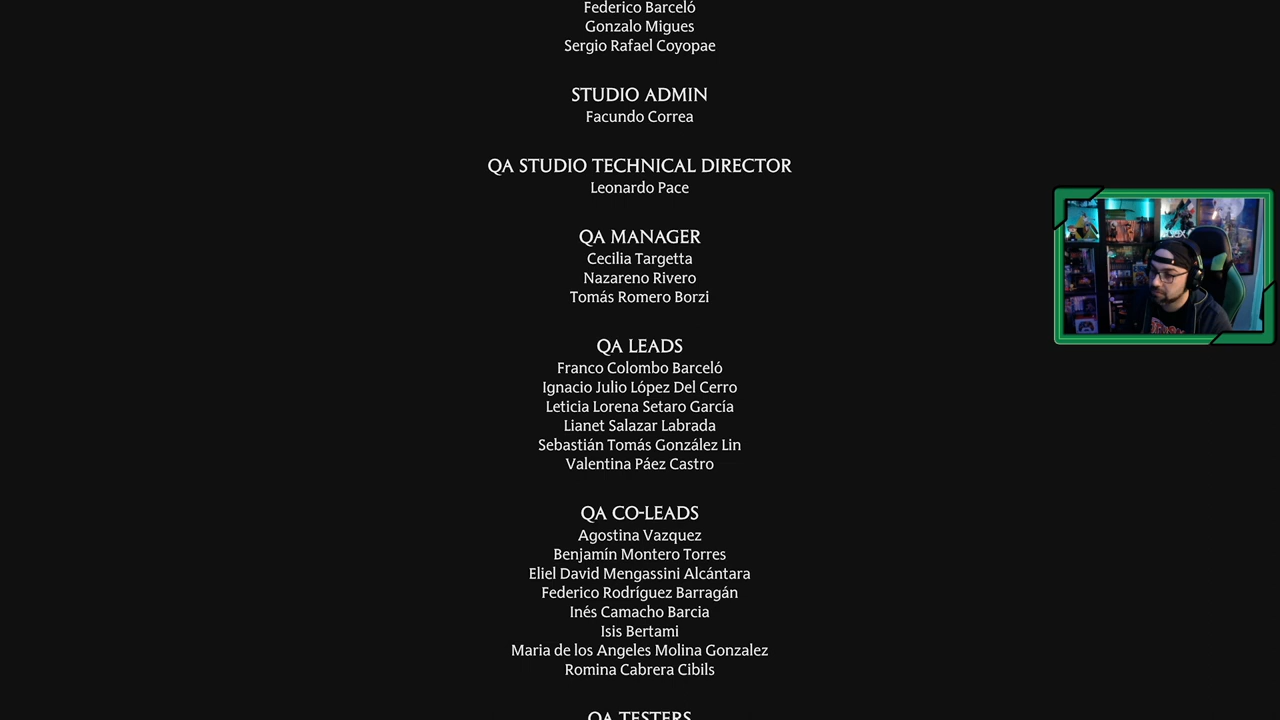 Federico Barceló
Gonzalo Migues
Sergio Rafael Coyopae
STUDIO ADMIN
Facundo Correa
QA STUDIO TECHNICAL DIRECTOR
Leonardo Pace
QA MANAGER
Cecilia Targetta
Nazareno Rivero
Tomás Romero Borzi
QA LEADS
Franco Colombo Barceló
Ignacio Julio López Del Cerro
Leticia Lorena Setaro García
Lianet Salazar Labrada
Sebastián Tomás González Lin
Valentina Páez Castro
QA CO-LEADS
Agostina Vazquez
Benjamín Montero Torres
Eliel David Mengassini Alcántara
Federico Rodríguez Barragán
Inés Camacho Barcia
Isis Bertami
Maria de los Angeles Molina Gonzalez
Romina Cabrera Cibils
QA TESTERS